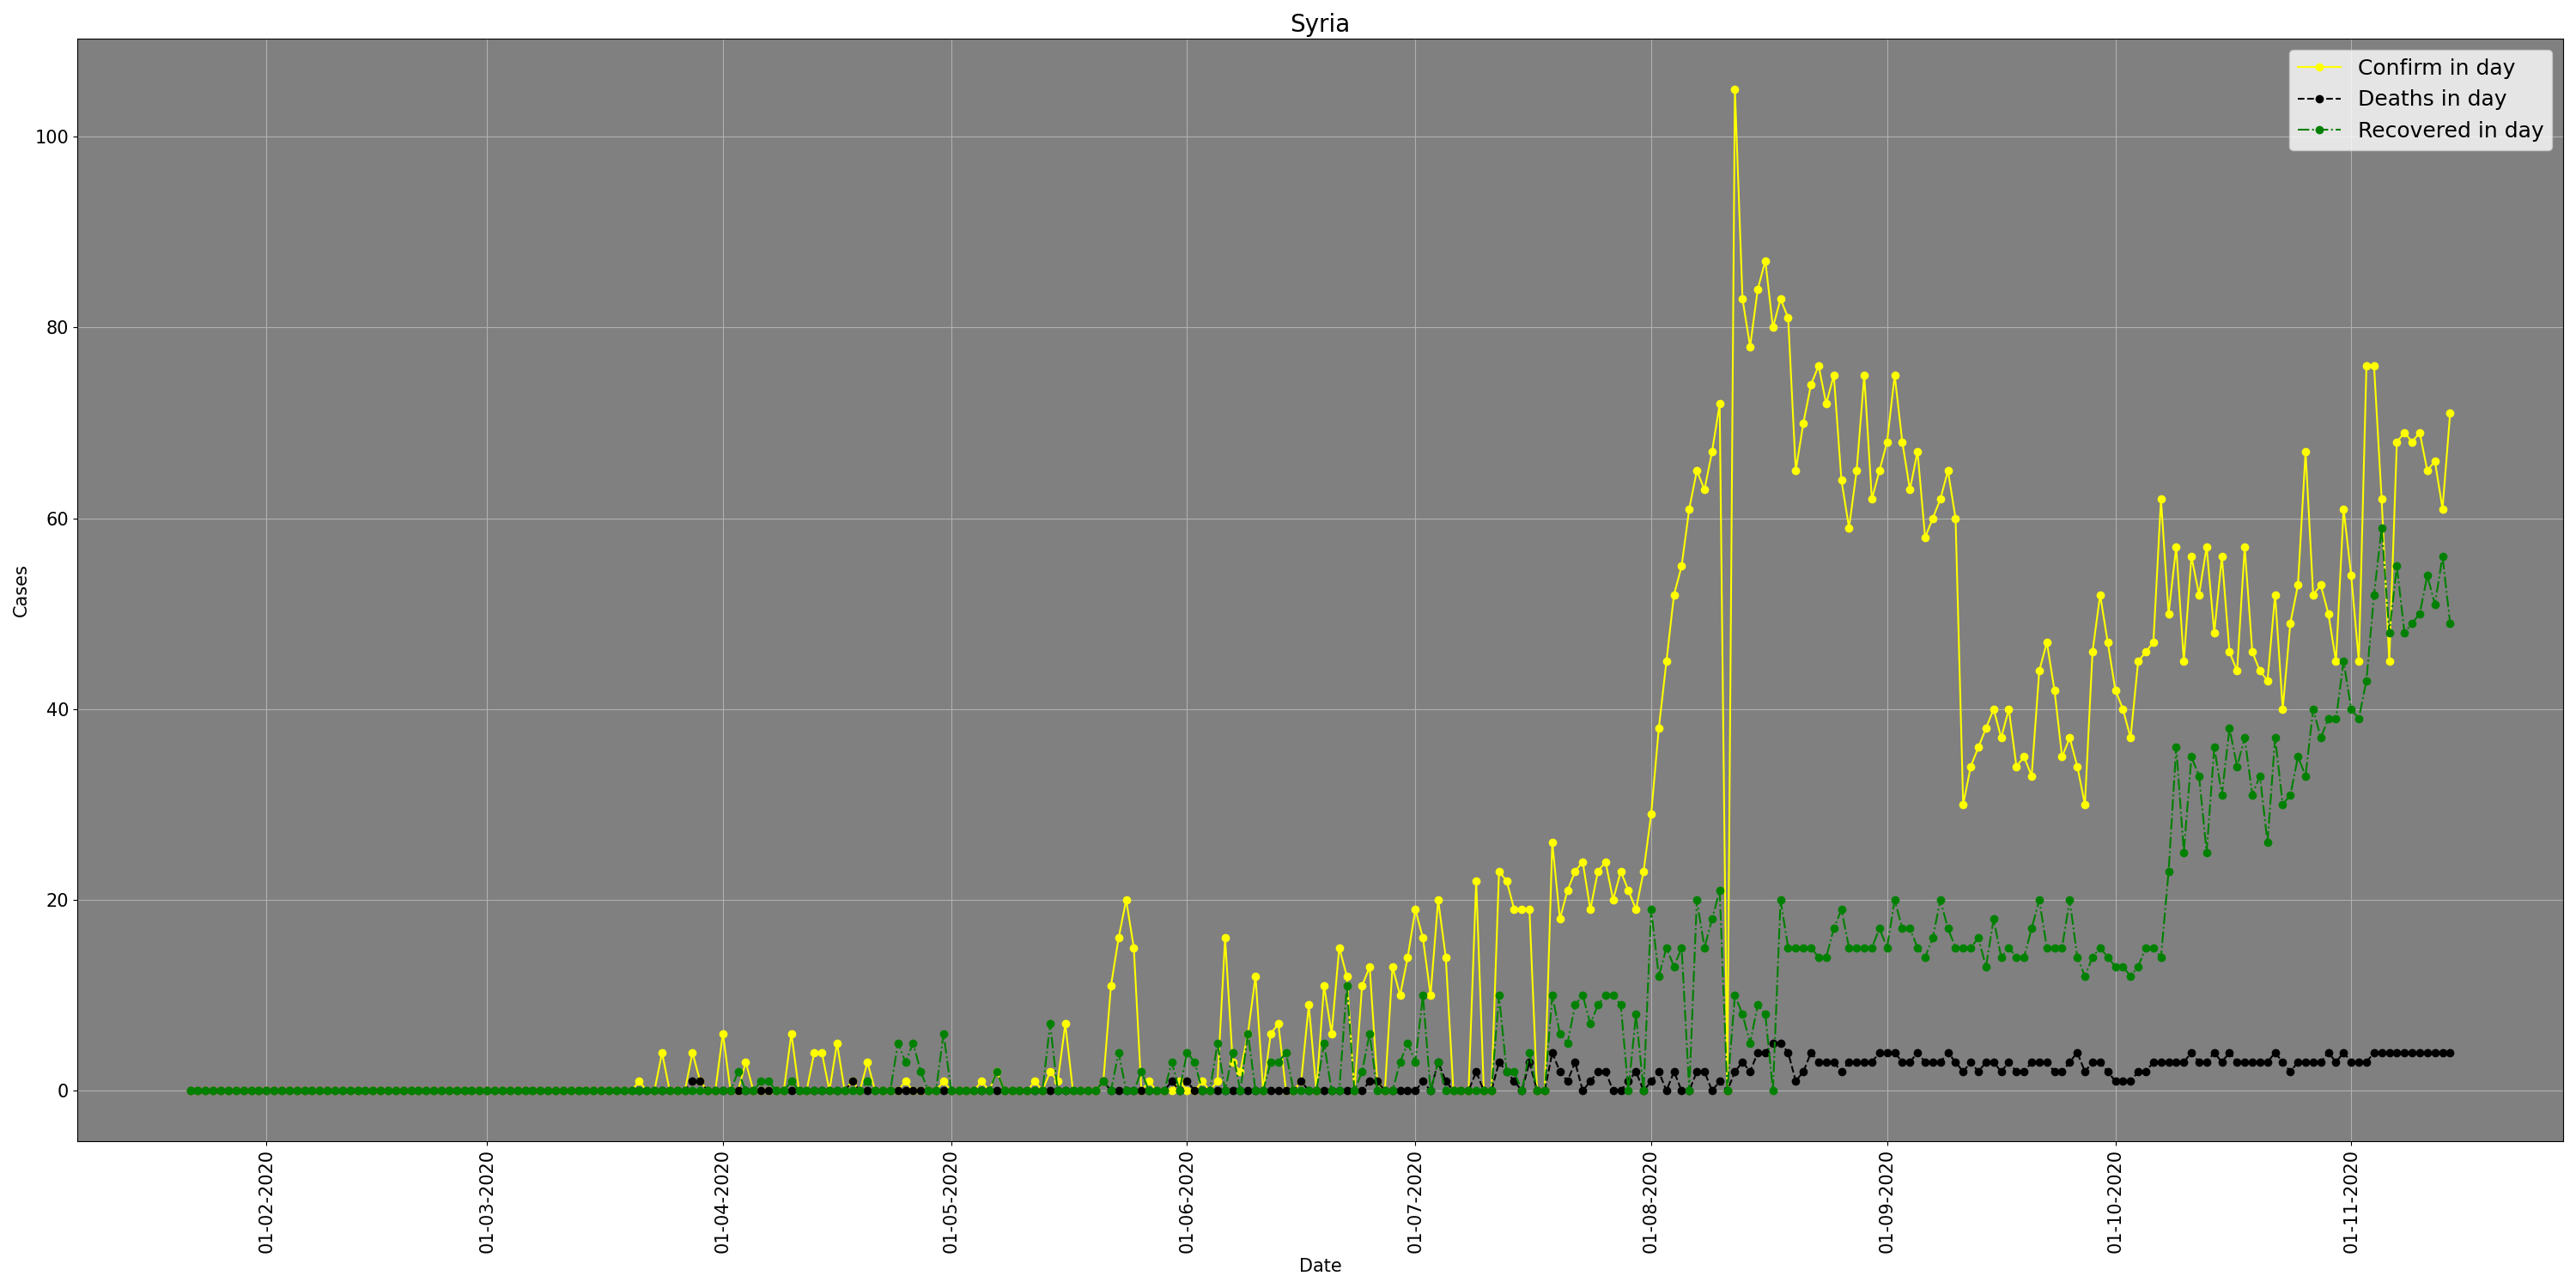 Syria
Confirm in day
Deaths in day
Recovered in day
Cases
100
80
60
40
20
0
01-02-2020
01-03-2020
01-04-2020
01-05-2020
01-06-2020
01-07-2020
01-08-2020
01-09-2020
01-10-2020
01-11-2020
Date